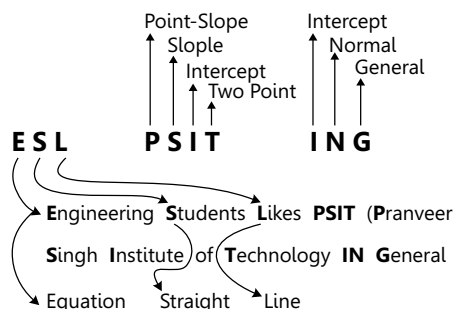 Point-Slope Intercept
Slople Normal
Intercept General
Two Point
E S L P S I T I N G
Engineering Students Likes PSIT (Pranveer
Singh Institute of Technology IN General
Equation Straight Line